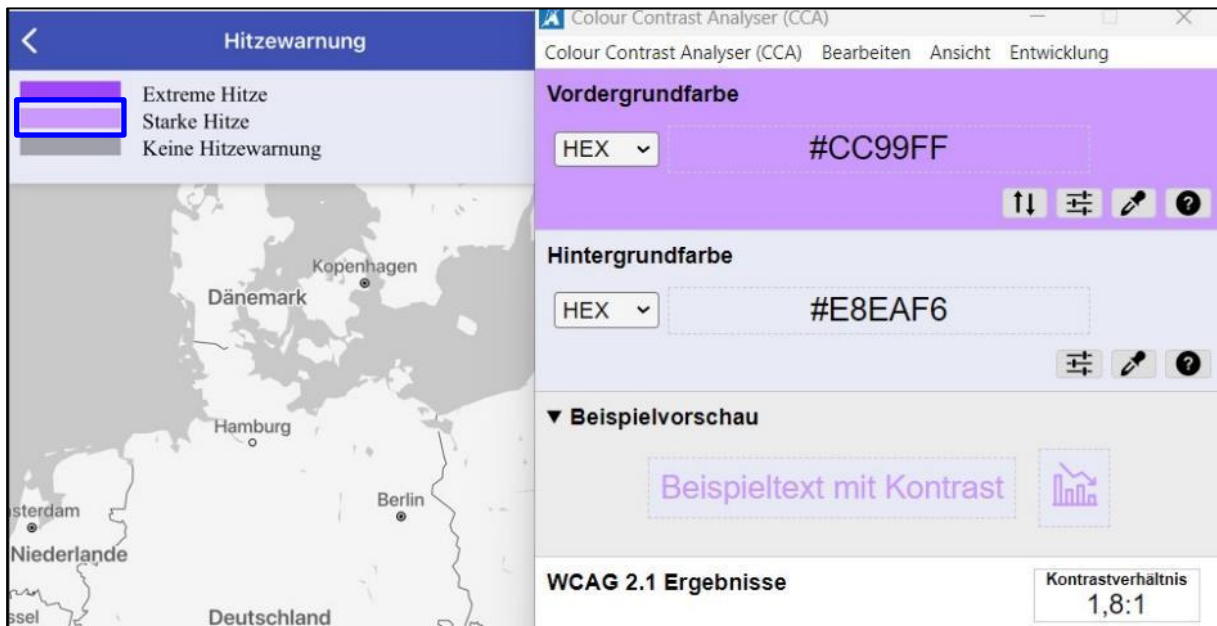 Hitzewarnung
Extreme Hitze
Starke Hitze
Keine Hitzewarnung
Kopenhagen
Dänemark
Hamburg
Berlin
sterdam
Niederlande
ssel
Deutschland
Colour Contrast Analyser (CCA)
Colour Contrast Analyser (CCA) Bearbeiten Ansicht Entwicklung
Vordergrundfarbe
HEX #CC99FF
Hintergrundfarbe
HEX #E8EAF6
▼ Beispielvorschau
Beispieltext mit Kontrast
WCAG 2.1 Ergebnisse
Kontrastverhältnis
1,8:1